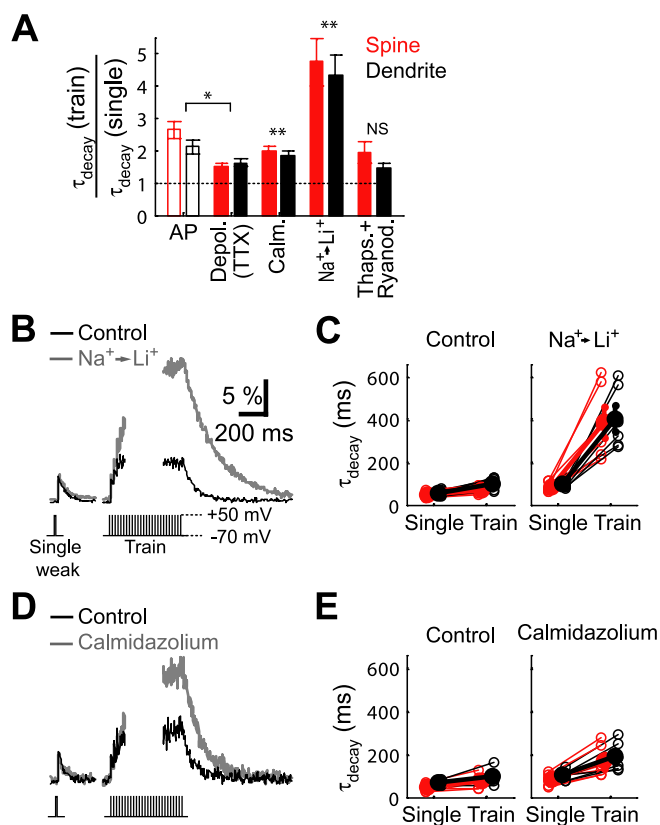 A
τdecay (train)
τdecay (single)
5
4
3
2
1
0
*
**
**
NS
Spine
Dendrite
AP
Depol.
(TTX)
Calm.
Na⁺→Li⁺
Thaps.+
Ryanod.
B
Control
Na⁺→Li⁺
5 %
200 ms
+50 mV
-70 mV
Single
weak
Train
C
Control
Na⁺→Li⁺
τdecay (ms)
600
400
200
0
Single Train
Single Train
D
Control
Calmidazolium
E
Control
Calmidazolium
τdecay (ms)
600
400
200
0
Single Train
Single Train